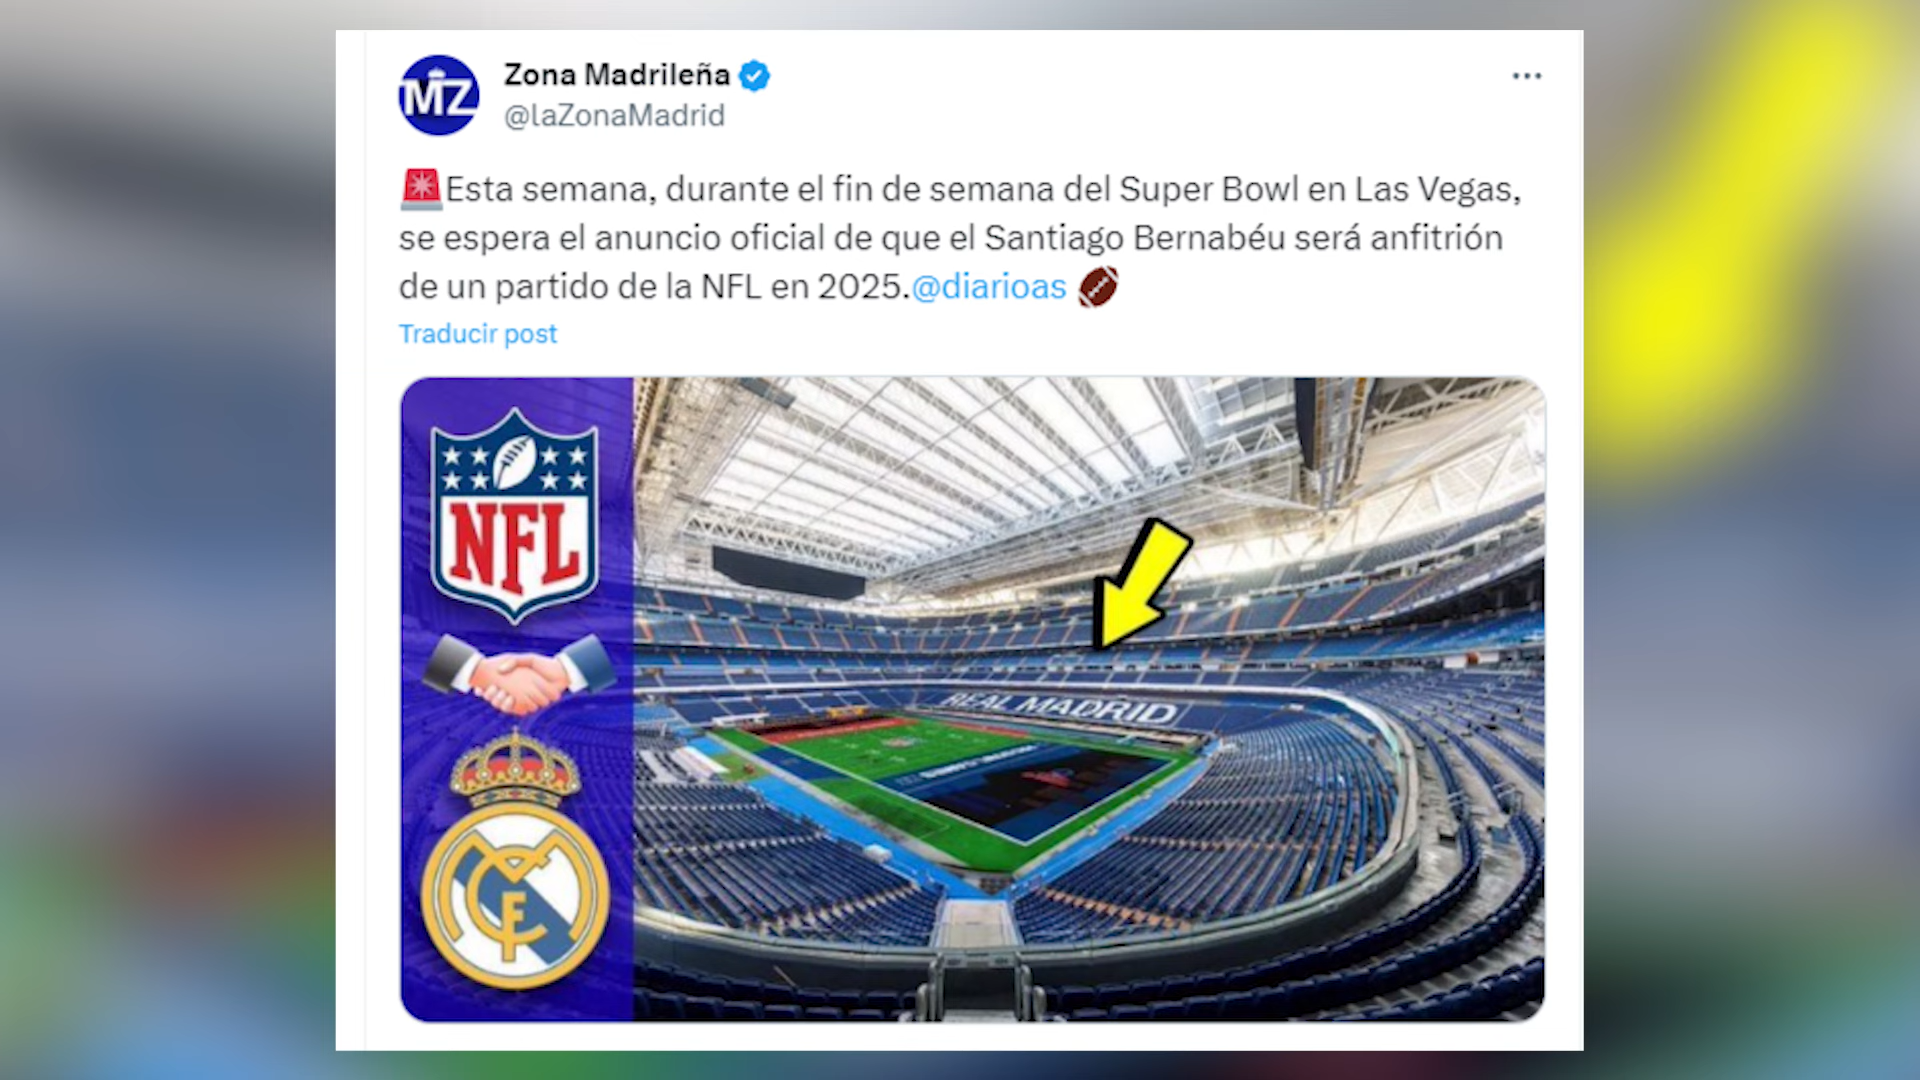 MZ
Zona Madrileña
@laZonaMadrid
Esta semana, durante el fin de semana del Super Bowl en Las Vegas,
se espera el anuncio oficial de que el Santiago Bernabéu será anfitrión
de un partido de la NFL en 2025.@diarioas
Traducir post
NFL
REAL MADRID